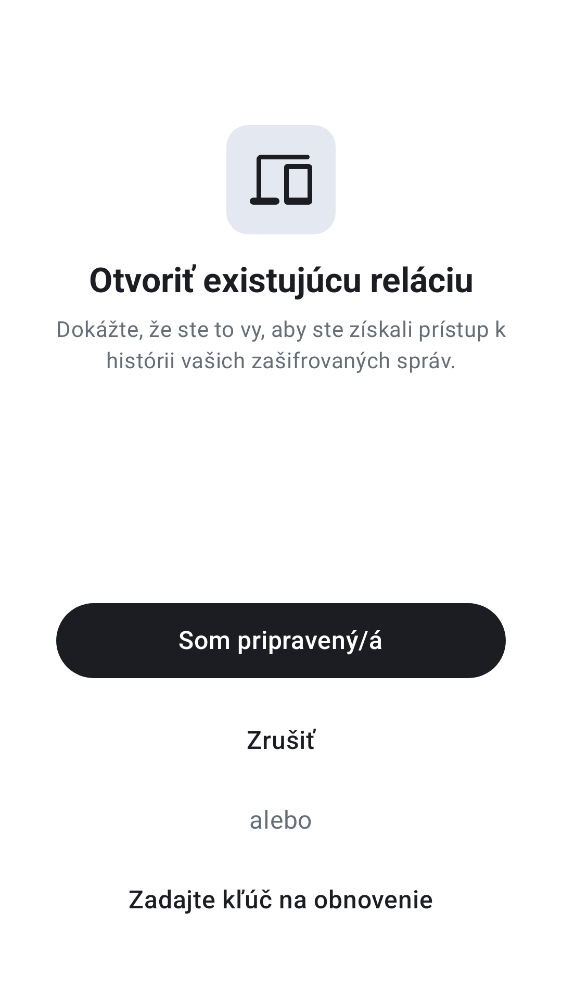 Otvoriť existujúcu reláciu
Dokážte, že ste to vy, aby ste získali prístup k
histórii vašich zašifrovaných správ.
Som pripravený/á
Zrušiť
alebo
Zadajte kľúč na obnovenie